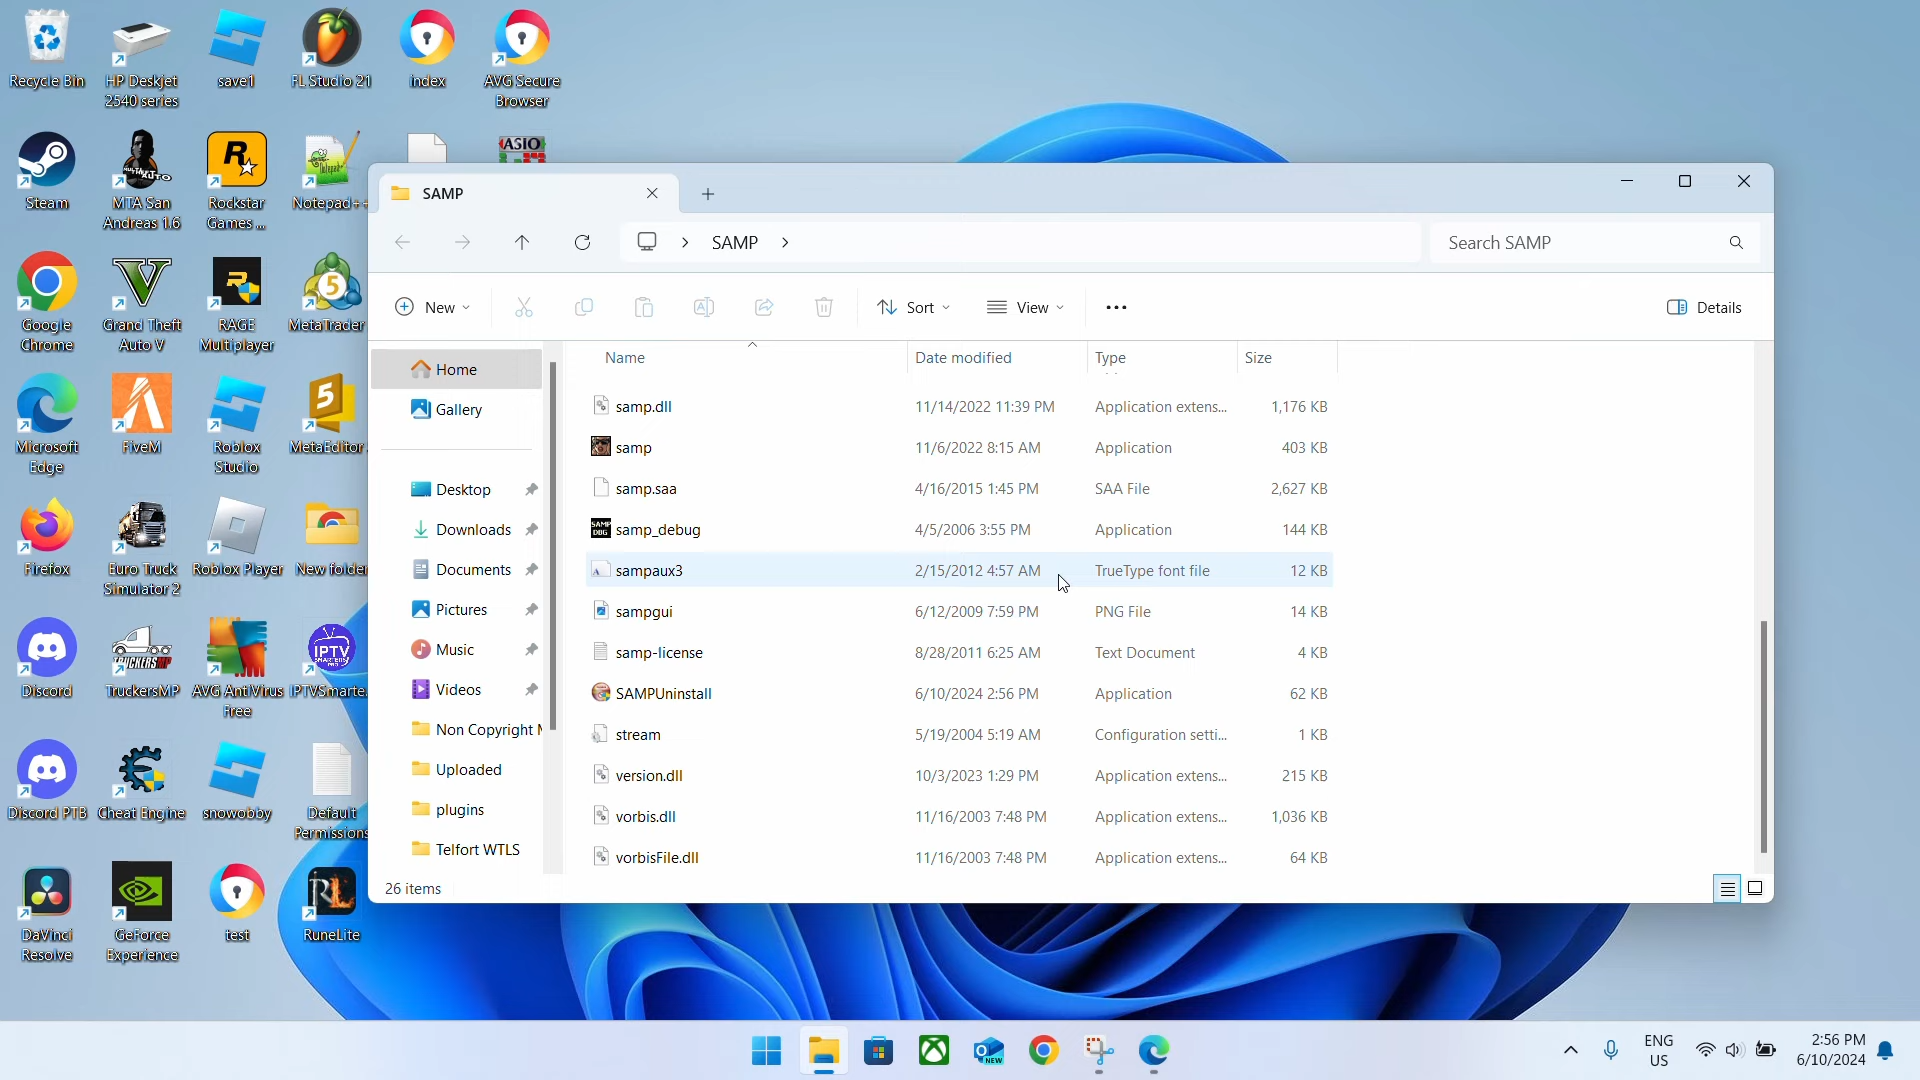 Recycle Bin
HP Deskjet
2540 series
save1
FL Studio 21
index
AVG Secure
Browser
Steam
MTA San
Andreas 1.6
Rockstar
Games ...
Notepad++
ASIO
Google
Chrome
Grand Theft
Auto V
RAGE
Multiplayer
MetaTrader
Microsoft
Edge
FiveM
Roblox
Studio
MetaEditor
Firefox
Euro Truck
Simulator 2
Roblox Player
New folder
Discord
TruckersMP
AVG AntiVirus
Free
IPTV
SMARTERS
PRO
IPTVSmarte...
Discord PTB
Cheat Engine
snowobby
Default
Permissions
DaVinci
Resolve
GeForce
Experience
test
RuneLite
SAMP
SAMP
Search SAMP
New
Sort
View
Details
Home
Gallery
Desktop
Downloads
Documents
Pictures
Music
Videos
Non Copyright
Uploaded
plugins
Telfort WTLS
Name Date modified Type Size
samp.dll 11/14/2022 11:39 PM Application extens... 1,176 KB
samp 11/6/2022 8:15 AM Application 403 KB
samp.saa 4/16/2015 1:45 PM SAA File 2,627 KB
SAMP
DBG
samp_debug 4/5/2006 3:55 PM Application 144 KB
sampaux3 2/15/2012 4:57 AM TrueType font file 12 KB
sampgui 6/12/2009 7:59 PM PNG File 14 KB
samp-license 8/28/2011 6:25 AM Text Document 4 KB
SAMPUninstall 6/10/2024 2:56 PM Application 62 KB
stream 5/19/2004 5:19 AM Configuration setti... 1 KB
version.dll 10/3/2023 1:29 PM Application extens... 215 KB
vorbis.dll 11/16/2003 7:48 PM Application extens... 1,036 KB
vorbisFile.dll 11/16/2003 7:48 PM Application extens... 64 KB
26 items
NEW
ENG
US
2:56 PM
6/10/2024